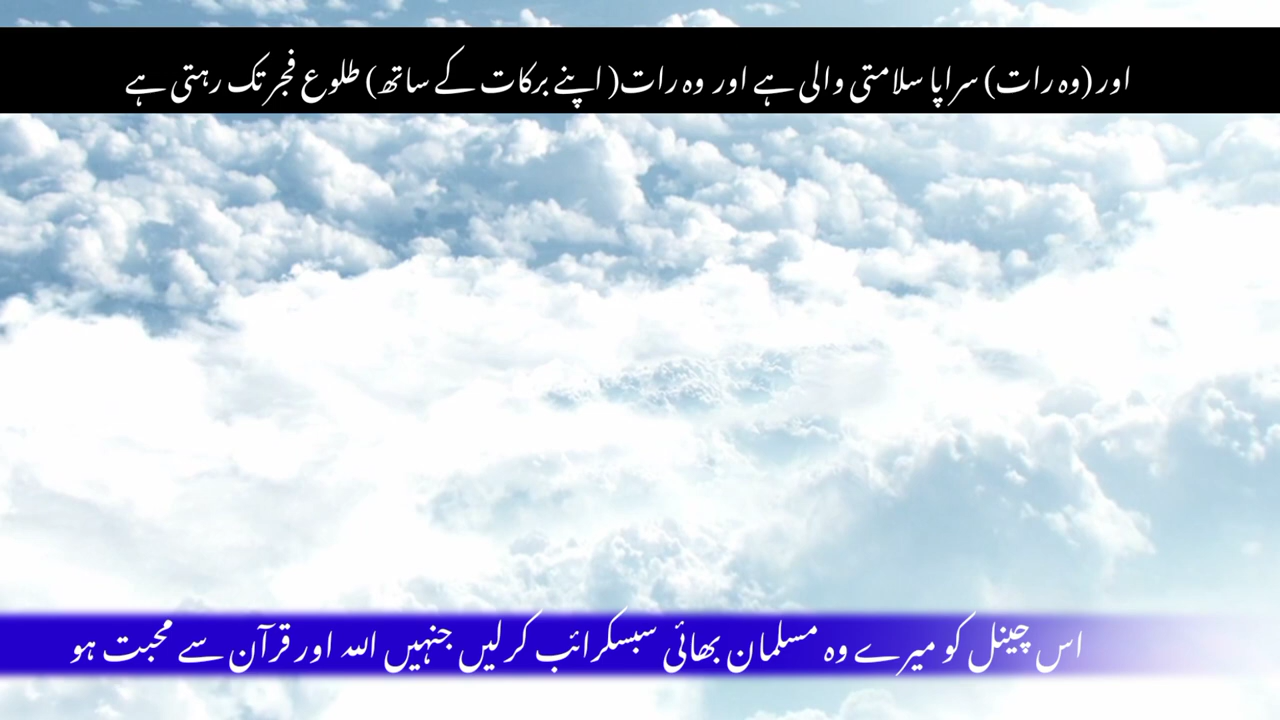 اور (وہ رات) سراپا سلامتی والی ہے اور وہ رات( اپنے برکات کے ساتھ) طلوع فجر تک رہتی ہے
اس چینل کو میرے وہ مسلمان بھائی سبسکرائب کرلیں جنہیں اللہ اور قرآن سے محبت ہو